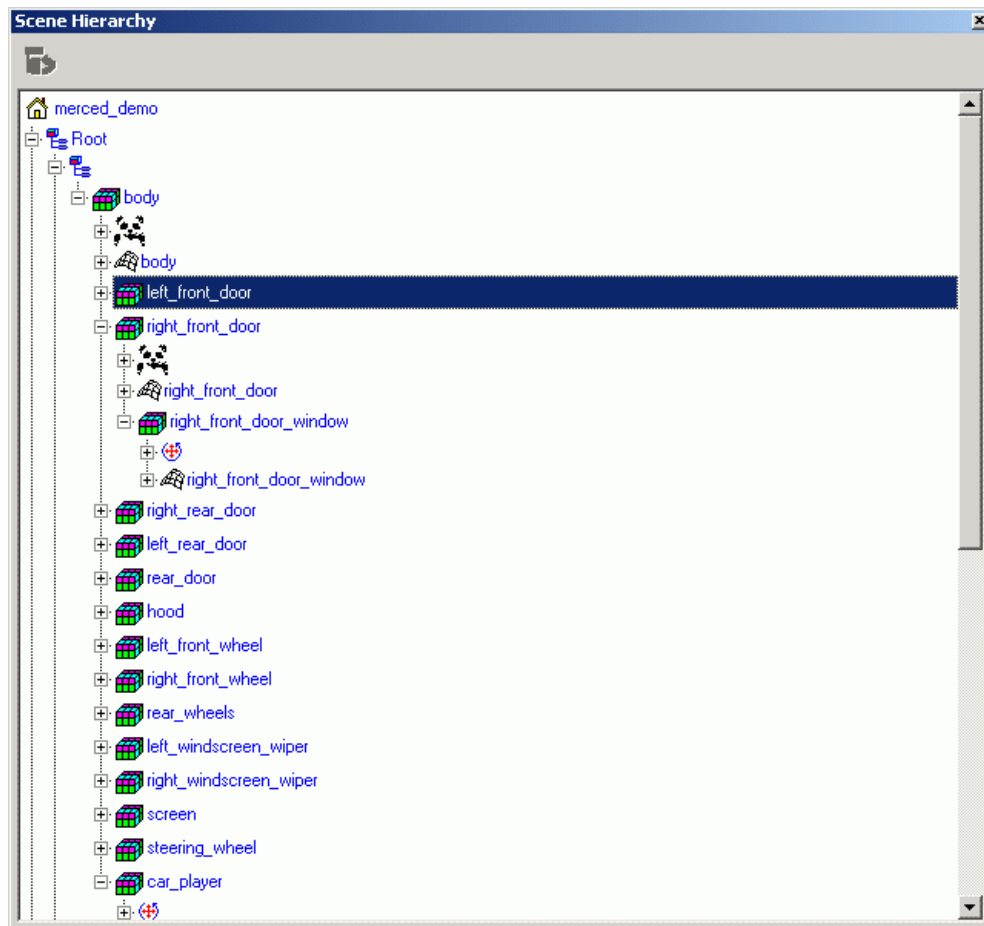 Scene Hierarchy
merced_demo
Root
body
body
left_front_door
right_front_door
right_front_door
right_front_door_window
right_front_door_window
right_rear_door
left_rear_door
rear_door
hood
left_front_wheel
right_front_wheel
rear_wheels
left_windscreen_wiper
right_windscreen_wiper
screen
steering_wheel
car_player